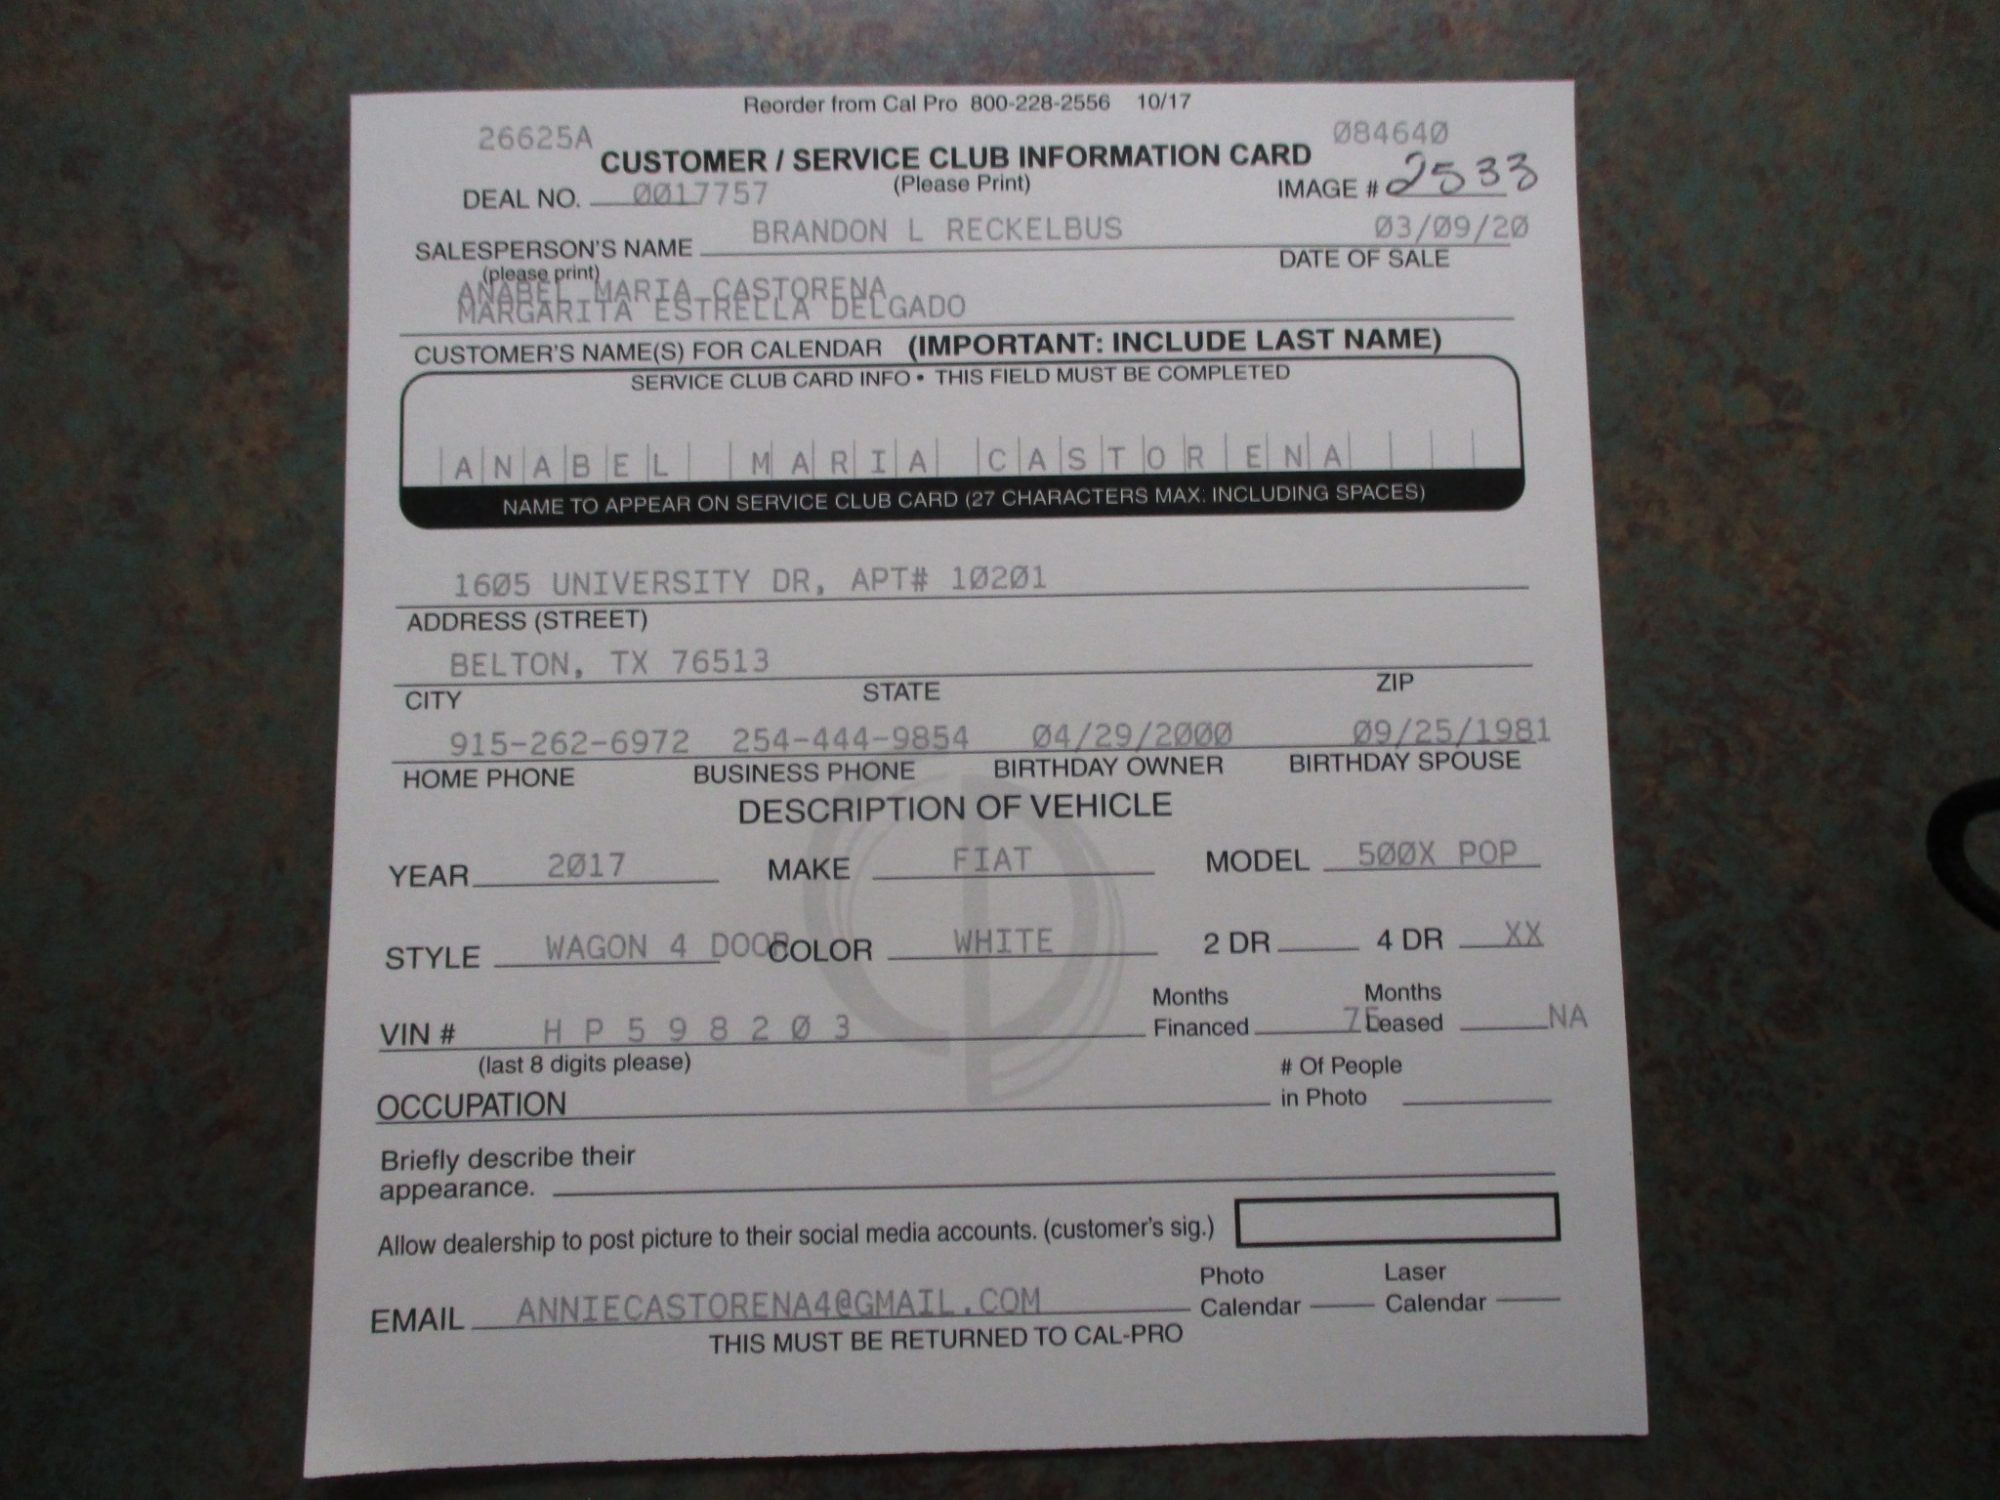 Reorder from Cal Pro 800-228-2556 10/17
26625A 084640
CUSTOMER / SERVICE CLUB INFORMATION CARD
DEAL NO. 0017757 (Please Print) IMAGE # 2533
SALESPERSON'S NAME BRANDON L RECKELBUS 03/09/20
(please print) DATE OF SALE
ANABEL MARIA CASTORENA
MARGARITA ESTRELLA DELGADO
CUSTOMER'S NAME(S) FOR CALENDAR (IMPORTANT: INCLUDE LAST NAME)
SERVICE CLUB CARD INFO • THIS FIELD MUST BE COMPLETED
ANABEL MARIA CASTORENA
NAME TO APPEAR ON SERVICE CLUB CARD (27 CHARACTERS MAX: INCLUDING SPACES)
1605 UNIVERSITY DR, APT# 10201
ADDRESS (STREET)
BELTON, TX 76513
CITY STATE ZIP
915-262-6972 254-444-9854 04/29/2000 09/25/1981
HOME PHONE BUSINESS PHONE BIRTHDAY OWNER BIRTHDAY SPOUSE
DESCRIPTION OF VEHICLE
YEAR 2017 MAKE FIAT MODEL 500X POP
STYLE WAGON 4 DOOR COLOR WHITE 2 DR 4 DR XX
Months Months
VIN # HP598203 Financed Leased NA
(last 8 digits please) # Of People
OCCUPATION in Photo
Briefly describe their
appearance.
Allow dealership to post picture to their social media accounts. (customer's sig.)
Photo Laser
EMAIL ANNIECASTORENA4@GMAIL.COM Calendar Calendar
THIS MUST BE RETURNED TO CAL-PRO